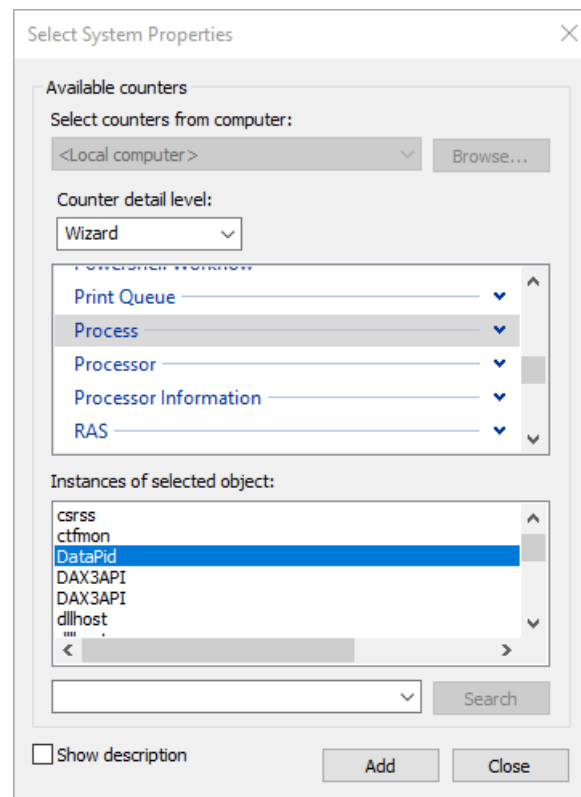 Select System Properties
Available counters
Select counters from computer:
<Local computer>
Browse...
Counter detail level:
Wizard
Print Queue
Process
Processor
Processor Information
RAS
Instances of selected object:
csrss
ctfmon
DataPid
DAX3API
DAX3API
dllhost
Search
Show description
Add
Close